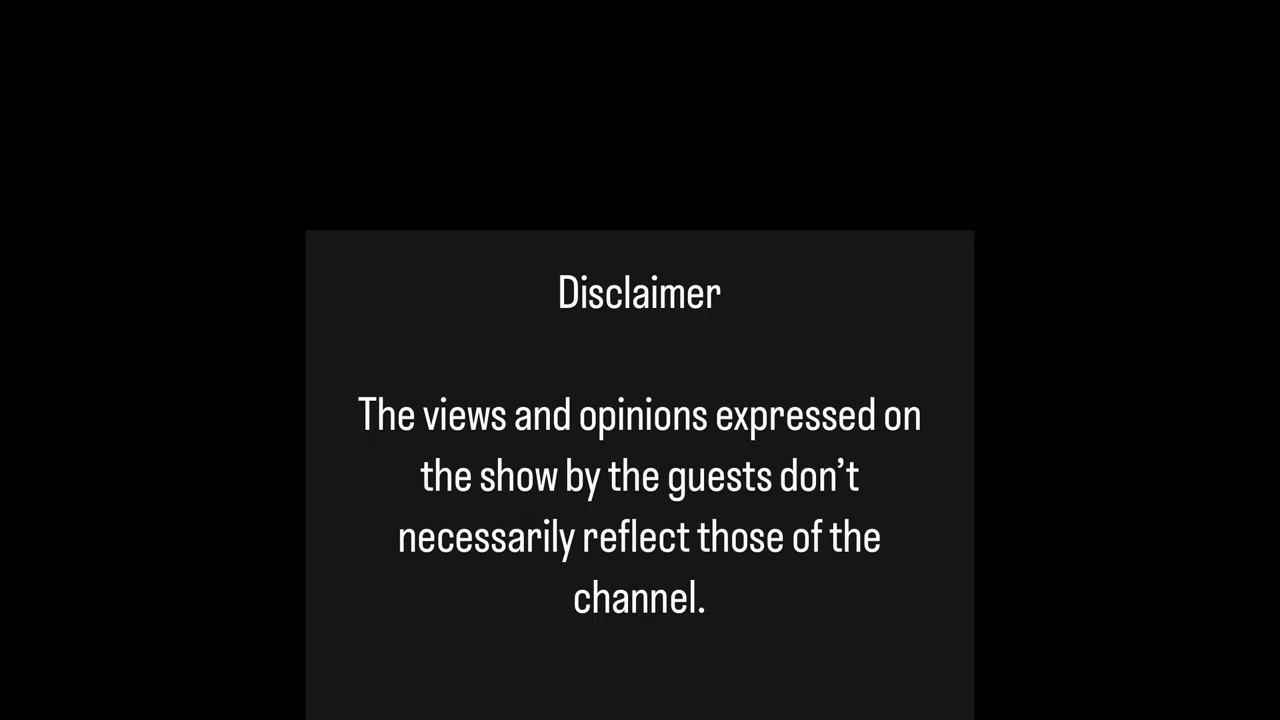 Disclaimer
The views and opinions expressed on
the show by the guests don’t
necessarily reflect those of the
channel.